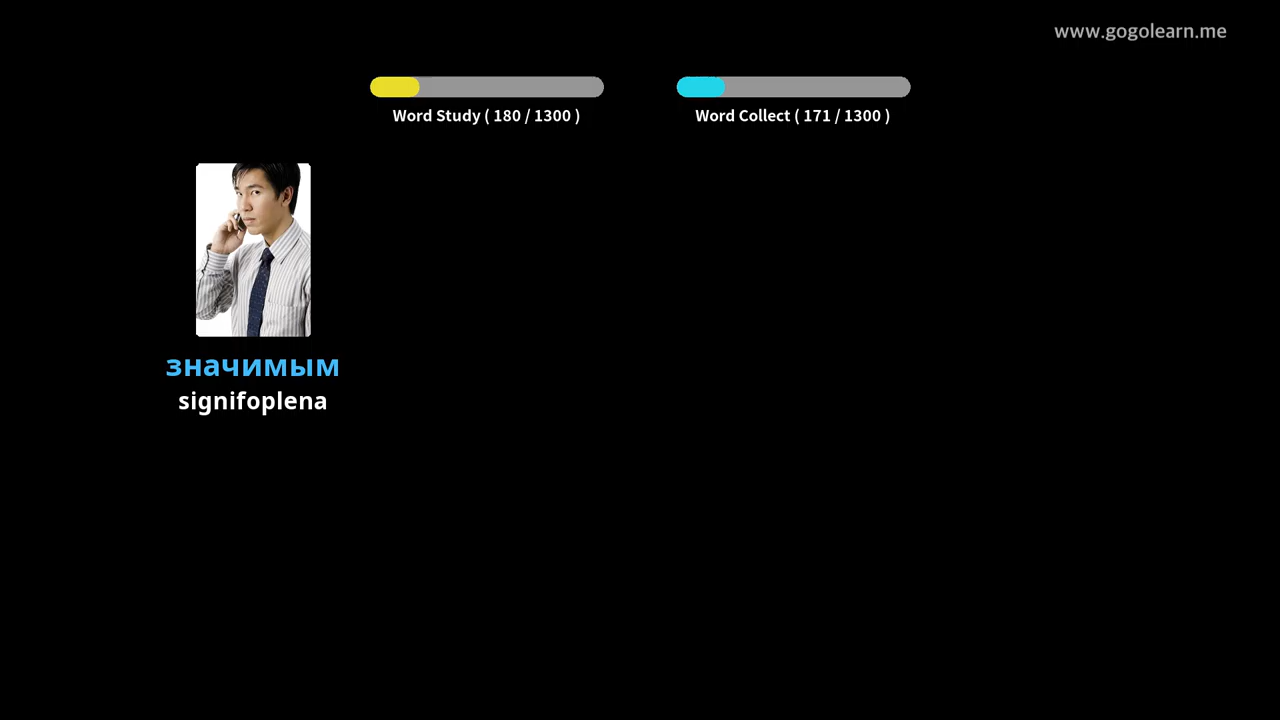 www.gogolearn.me
Word Study ( 180 / 1300 )
Word Collect ( 171 / 1300 )
значимым
signifoplena